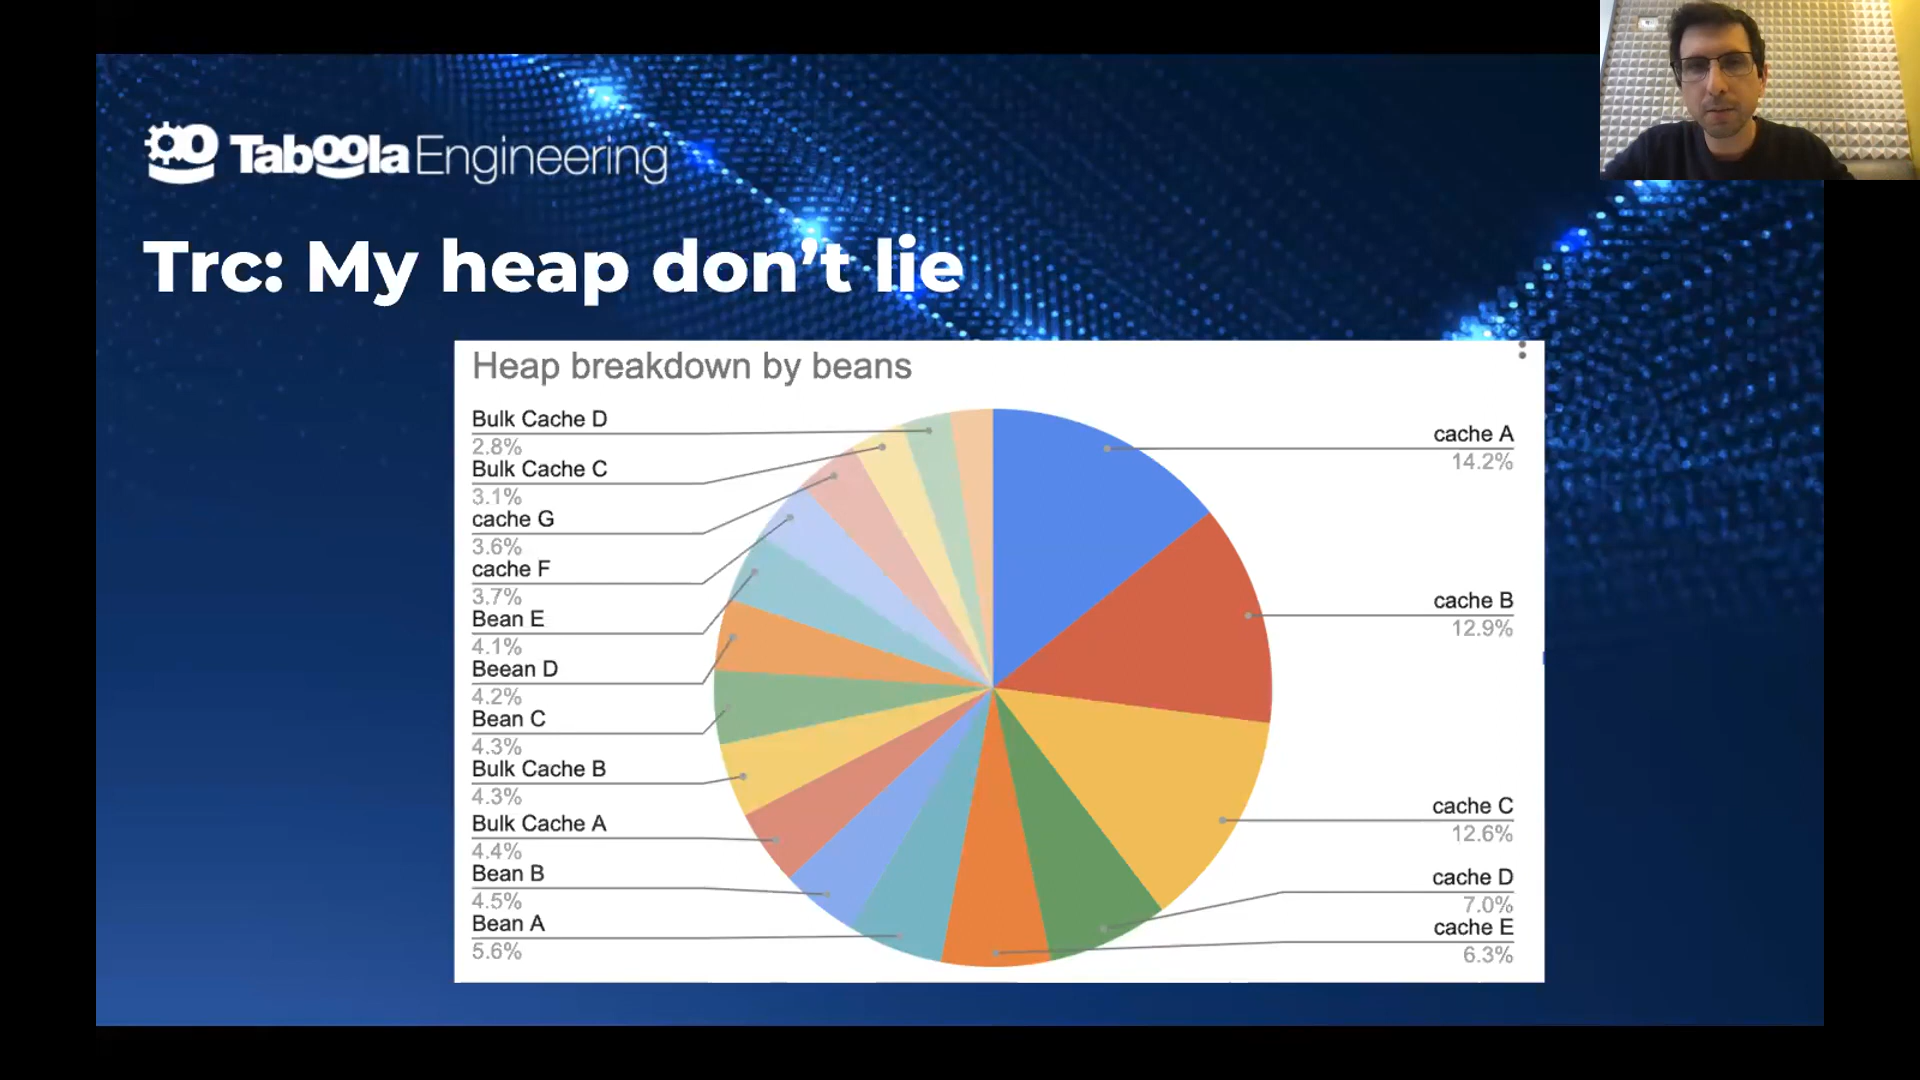 Taboola Engineering
Trc: My heap don't lie
Heap breakdown by beans
Bulk Cache D
2.8%
Bulk Cache C
3.1%
cache G
3.6%
cache F
3.7%
Bean E
4.1%
Beean D
4.2%
Bean C
4.3%
Bulk Cache B
4.3%
Bulk Cache A
4.4%
Bean B
4.5%
Bean A
5.6%
cache A
14.2%
cache B
12.9%
cache C
12.6%
cache D
7.0%
cache E
6.3%